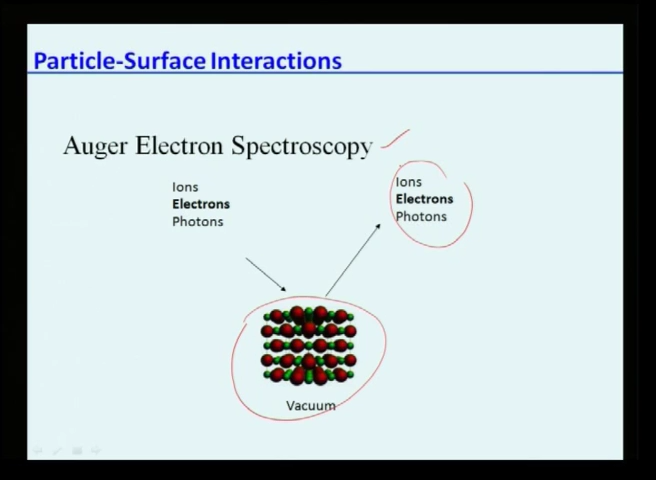 Particle-Surface Interactions
Auger Electron Spectroscopy
Ions
Electrons
Photons
Ions
Electrons
Photons
Vacuum